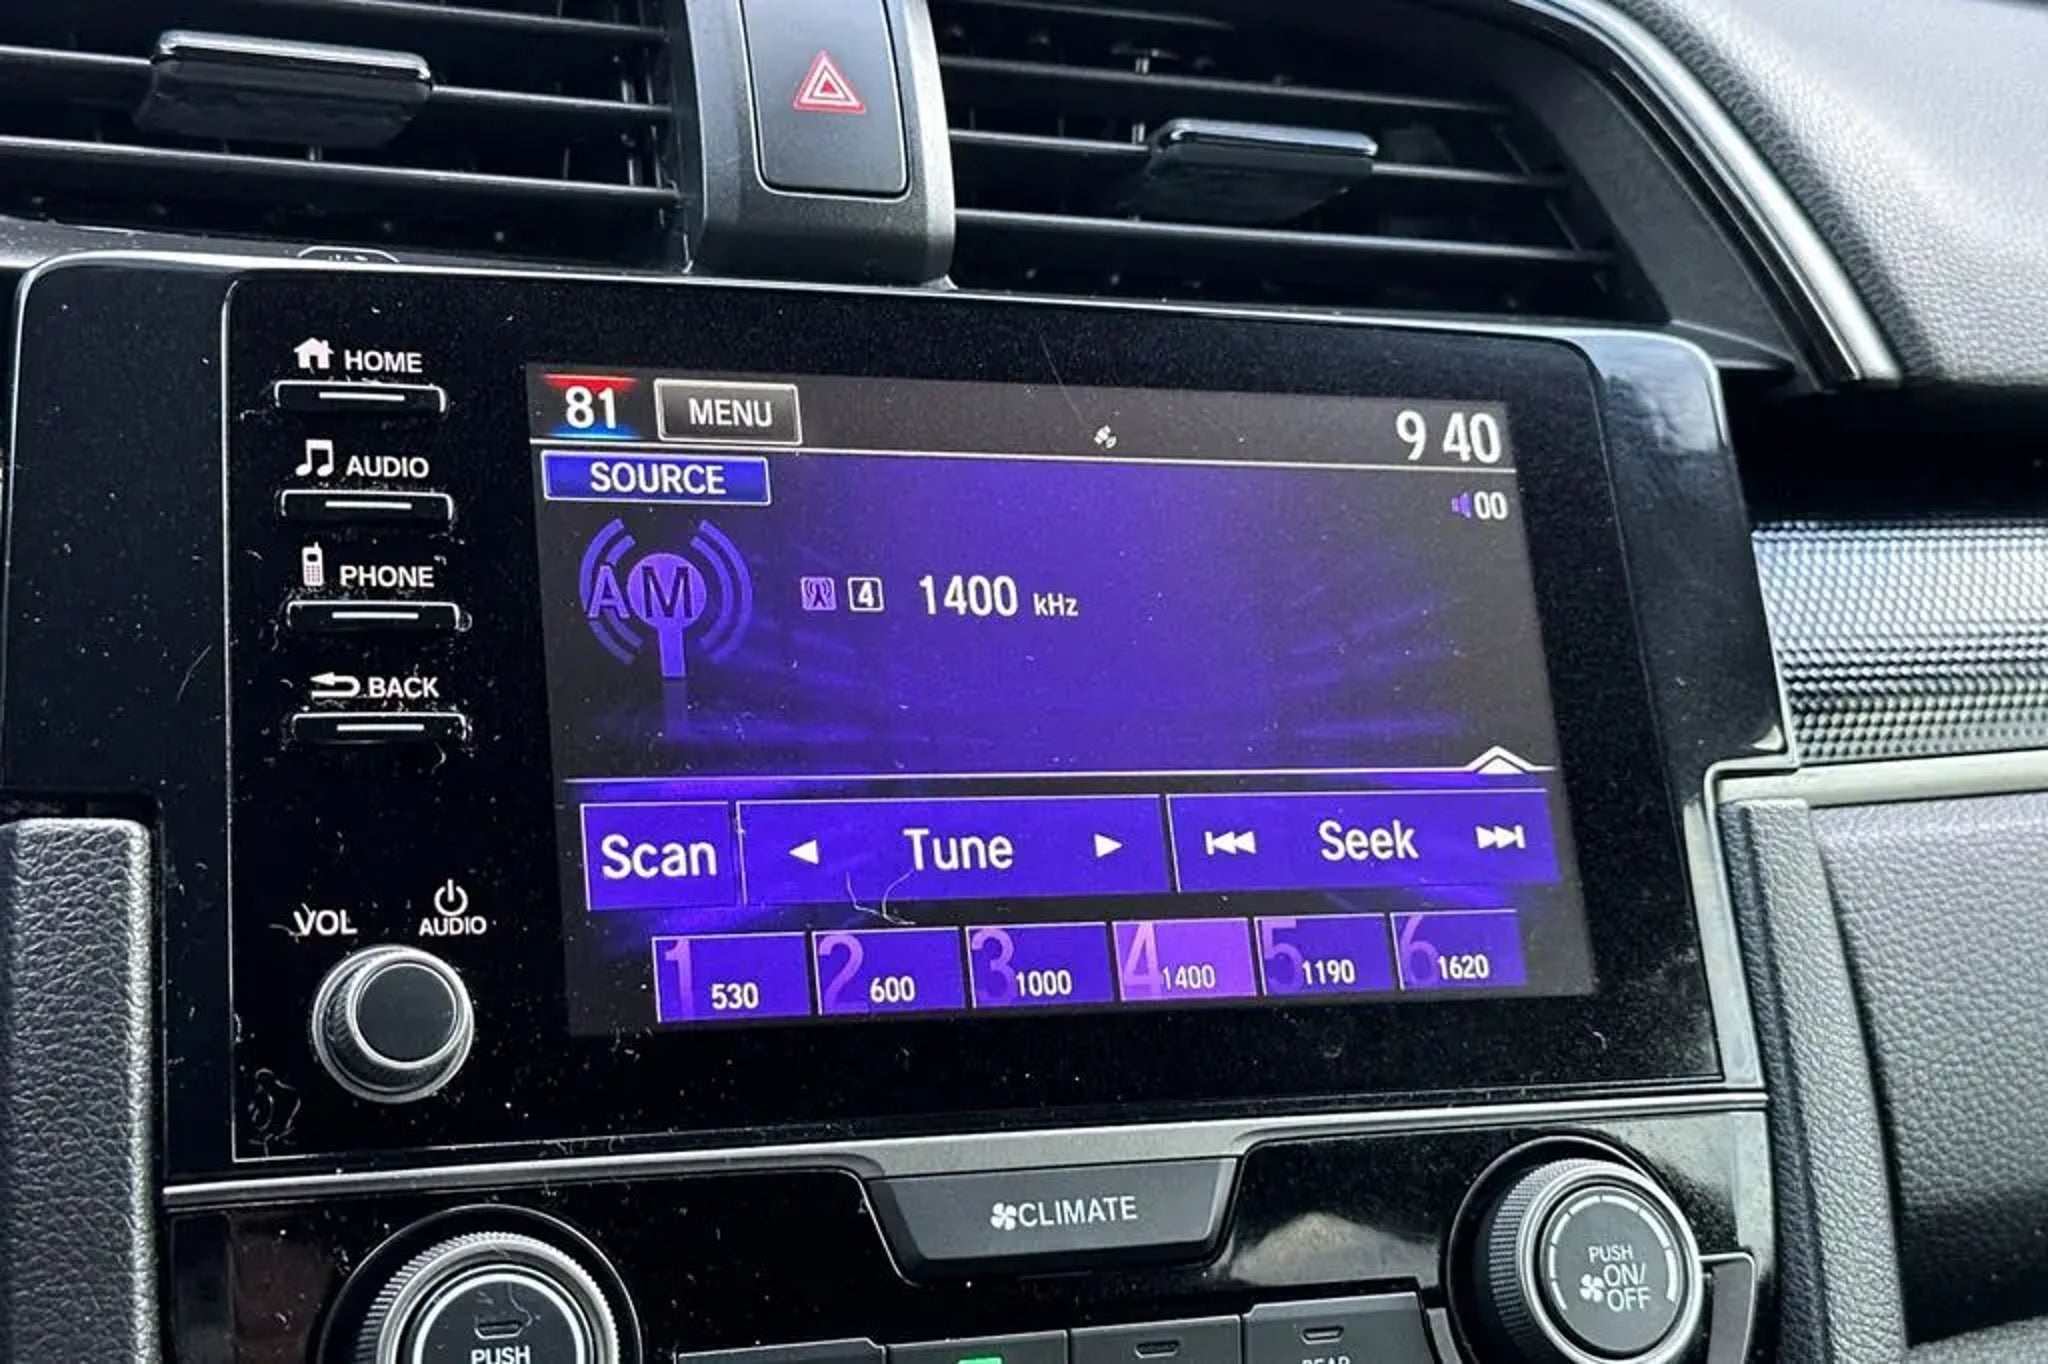 HOME
AUDIO
PHONE
BACK
VOL
AUDIO
81
MENU
9 40
SOURCE
00
AM
4
1400 kHz
Scan
Tune
Seek
1 530
2 600
3 1000
4 1400
5 1190
6 1620
CLIMATE
PUSH
ON/
OFF
PUSH
REAR